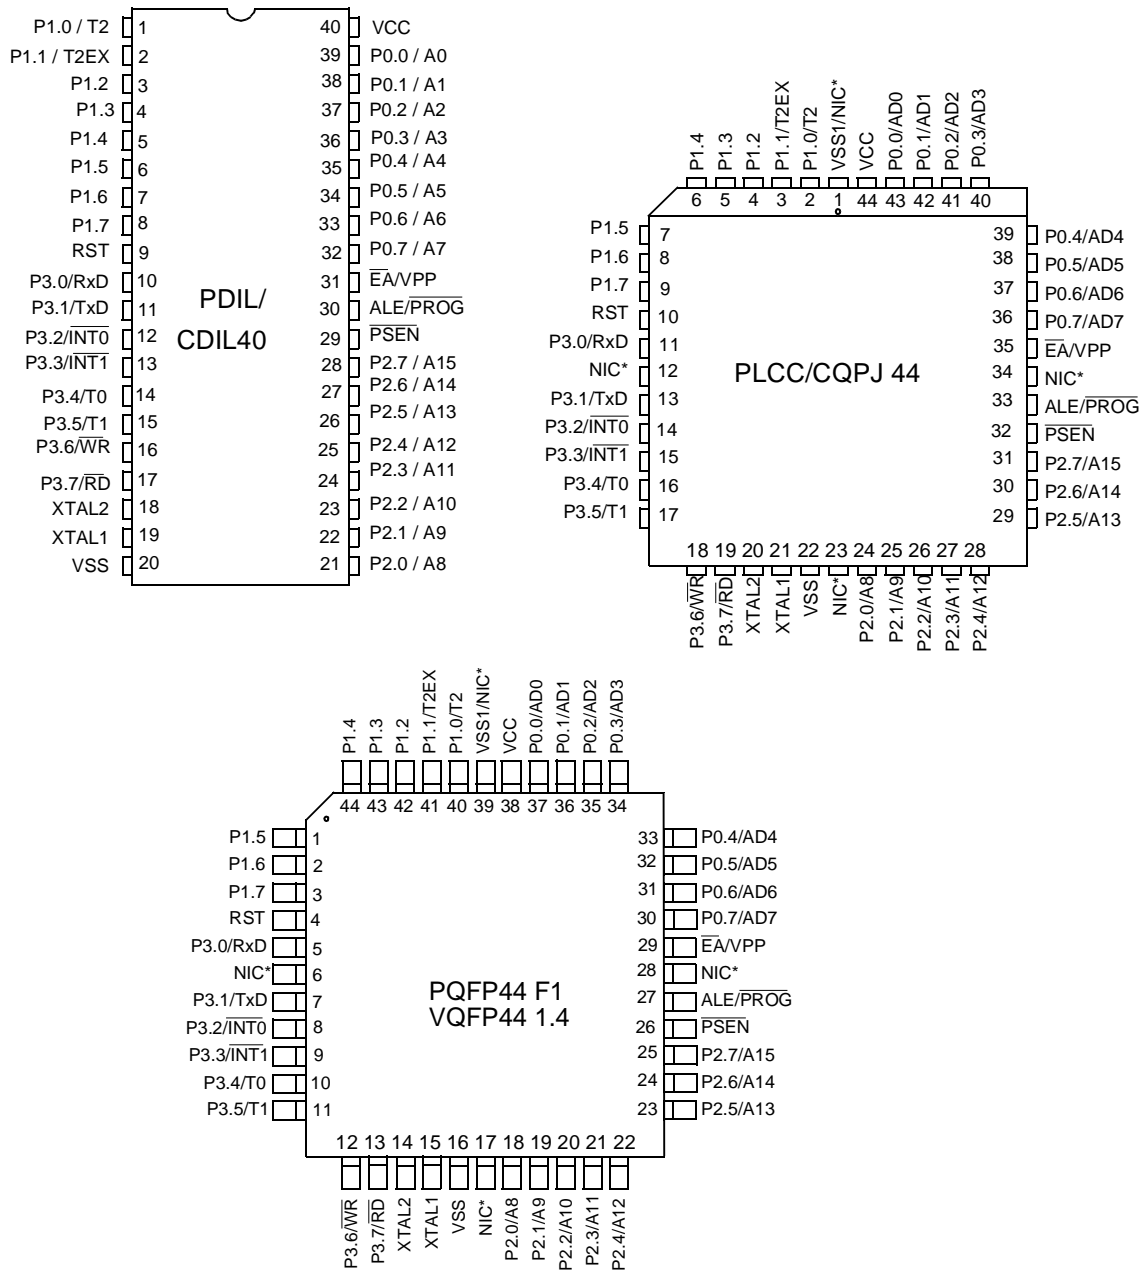 P1.0 / T2 1 40 VCC
P1.1 / T2EX 2 39 P0.0 / A0
P1.2 3 38 P0.1 / A1
P1.3 4 37 P0.2 / A2
P1.4 5 36 P0.3 / A3
P1.5 6 35 P0.4 / A4
P1.6 7 34 P0.5 / A5
P1.7 8 33 P0.6 / A6
RST 9 32 P0.7 / A7
P3.0/RxD 10 31 EA/VPP
P3.1/TxD 11 30 ALE/PROG
P3.2/INT0 12 29 PSEN
P3.3/INT1 13 28 P2.7 / A15
P3.4/T0 14 27 P2.6 / A14
P3.5/T1 15 26 P2.5 / A13
P3.6/WR 16 25 P2.4 / A12
P3.7/RD 17 24 P2.3 / A11
XTAL2 18 23 P2.2 / A10
XTAL1 19 22 P2.1 / A9
VSS 20 21 P2.0 / A8
PDIL/
CDIL40
P1.4 P1.3 P1.2 P1.1/T2EX P1.0/T2 VSS1/NIC* VCC P0.0/AD0 P0.1/AD1 P0.2/AD2 P0.3/AD3
6 5 4 3 2 1 44 43 42 41 40
P1.5 7 39 P0.4/AD4
P1.6 8 38 P0.5/AD5
P1.7 9 37 P0.6/AD6
RST 10 36 P0.7/AD7
P3.0/RxD 11 35 EA/VPP
NIC* 12 34 NIC*
P3.1/TxD 13 33 ALE/PROG
P3.2/INT0 14 32 PSEN
P3.3/INT1 15 31 P2.7/A15
P3.4/T0 16 30 P2.6/A14
P3.5/T1 17 29 P2.5/A13
PLCC/CQPJ 44
18 19 20 21 22 23 24 25 26 27 28
P3.6/WR P3.7/RD XTAL2 XTAL1 VSS NIC* P2.0/A8 P2.1/A9 P2.2/A10 P2.3/A11 P2.4/A12
P1.4 P1.3 P1.2 P1.1/T2EX P1.0/T2 VSS1/NIC* VCC P0.0/AD0 P0.1/AD1 P0.2/AD2 P0.3/AD3
44 43 42 41 40 39 38 37 36 35 34
P1.5 1 33 P0.4/AD4
P1.6 2 32 P0.5/AD5
P1.7 3 31 P0.6/AD6
RST 4 30 P0.7/AD7
P3.0/RxD 5 29 EA/VPP
NIC* 6 28 NIC*
P3.1/TxD 7 27 ALE/PROG
P3.2/INT0 8 26 PSEN
P3.3/INT1 9 25 P2.7/A15
P3.4/T0 10 24 P2.6/A14
P3.5/T1 11 23 P2.5/A13
PQFP44 F1
VQFP44 1.4
12 13 14 15 16 17 18 19 20 21 22
P3.6/WR P3.7/RD XTAL2 XTAL1 VSS NIC* P2.0/A8 P2.1/A9 P2.2/A10 P2.3/A11 P2.4/A12